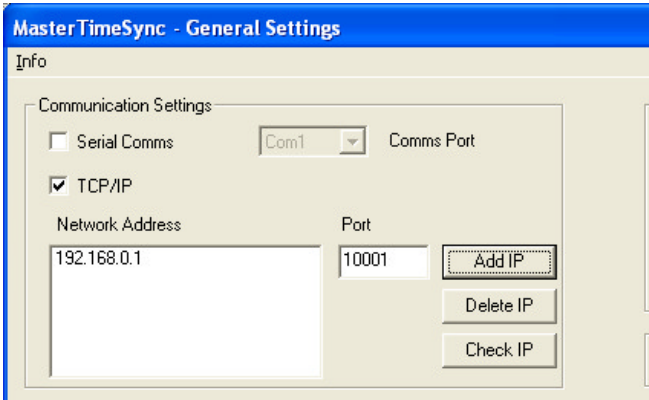 MasterTimeSync - General Settings
Info
Communication Settings
Serial Comms Com1 Comms Port
TCP/IP
Network Address Port
192.168.0.1 10001 Add IP
Delete IP
Check IP